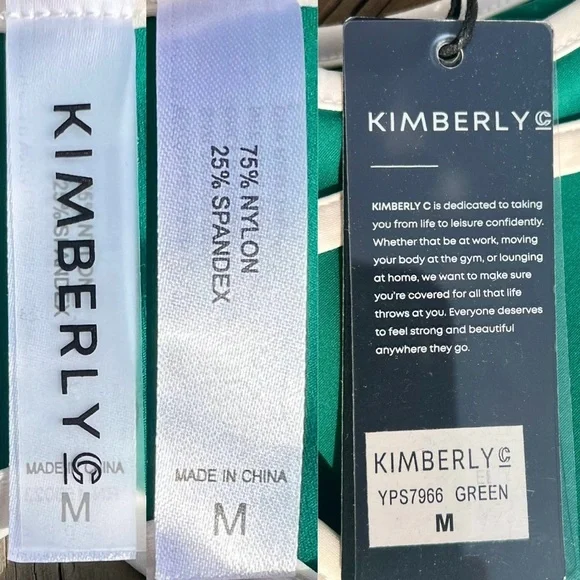 KIMBERLY C
MADE IN CHINA
M
75% NYLON
25% SPANDEX
MADE IN CHINA
M
KIMBERLY C
KIMBERLY C is dedicated to taking
you from life to leisure confidently.
Whether that be at work, moving
your body at the gym, or lounging
at home, we want to make sure
you're covered for all that life
throws at you. Everyone deserves
to feel strong and beautiful
anywhere they go.
KIMBERLY C
YPS7966 GREEN
M